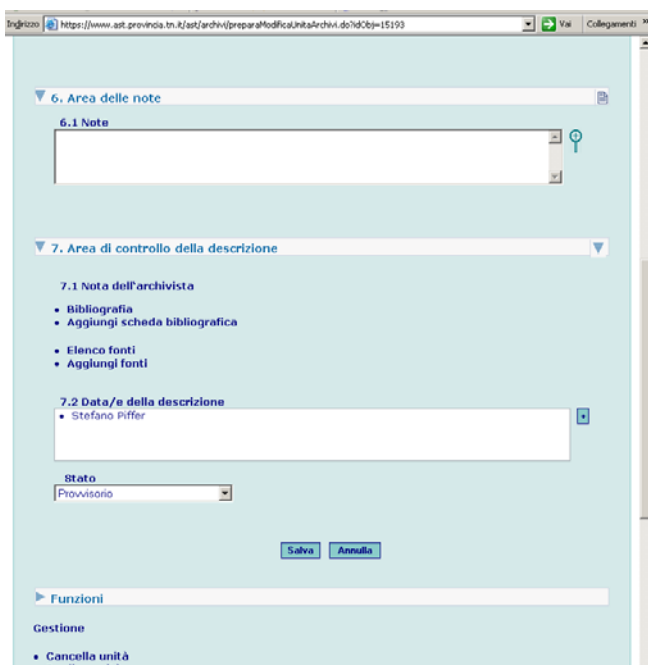 Indirizzo https://www.ast.provincia.tn.it/ast/archivi/preparaModificaUnitaArchivi.do?idObj=15193 Vai Collegamenti »
6. Area delle note
6.1 Note
7. Area di controllo della descrizione
7.1 Nota dell'archivista
• Bibliografia
• Aggiungi scheda bibliografica
• Elenco fonti
• Aggiungi fonti
7.2 Data/e della descrizione
• Stefano Piffer
Stato
Provvisorio
Salva Annulla
Funzioni
Gestione
• Cancella unità